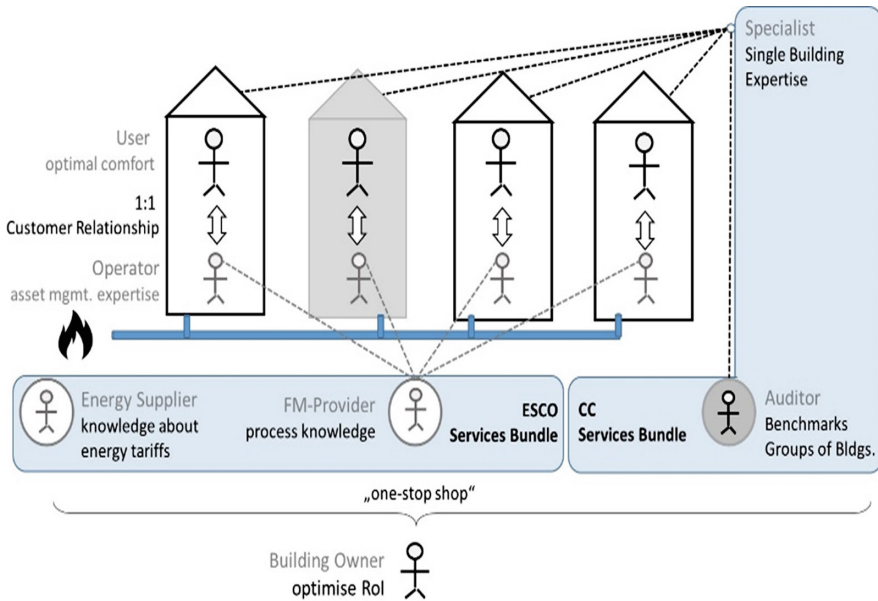 Specialist
Single Building
Expertise
User
optimal comfort
1:1
Customer Relationship
Operator
asset mgmt. expertise
Energy Supplier
knowledge about
energy tariffs
FM-Provider
process knowledge
ESCO
Services Bundle
CC
Services Bundle
Auditor
Benchmarks
Groups of Bldgs.
„one-stop shop“
Building Owner
optimise RoI